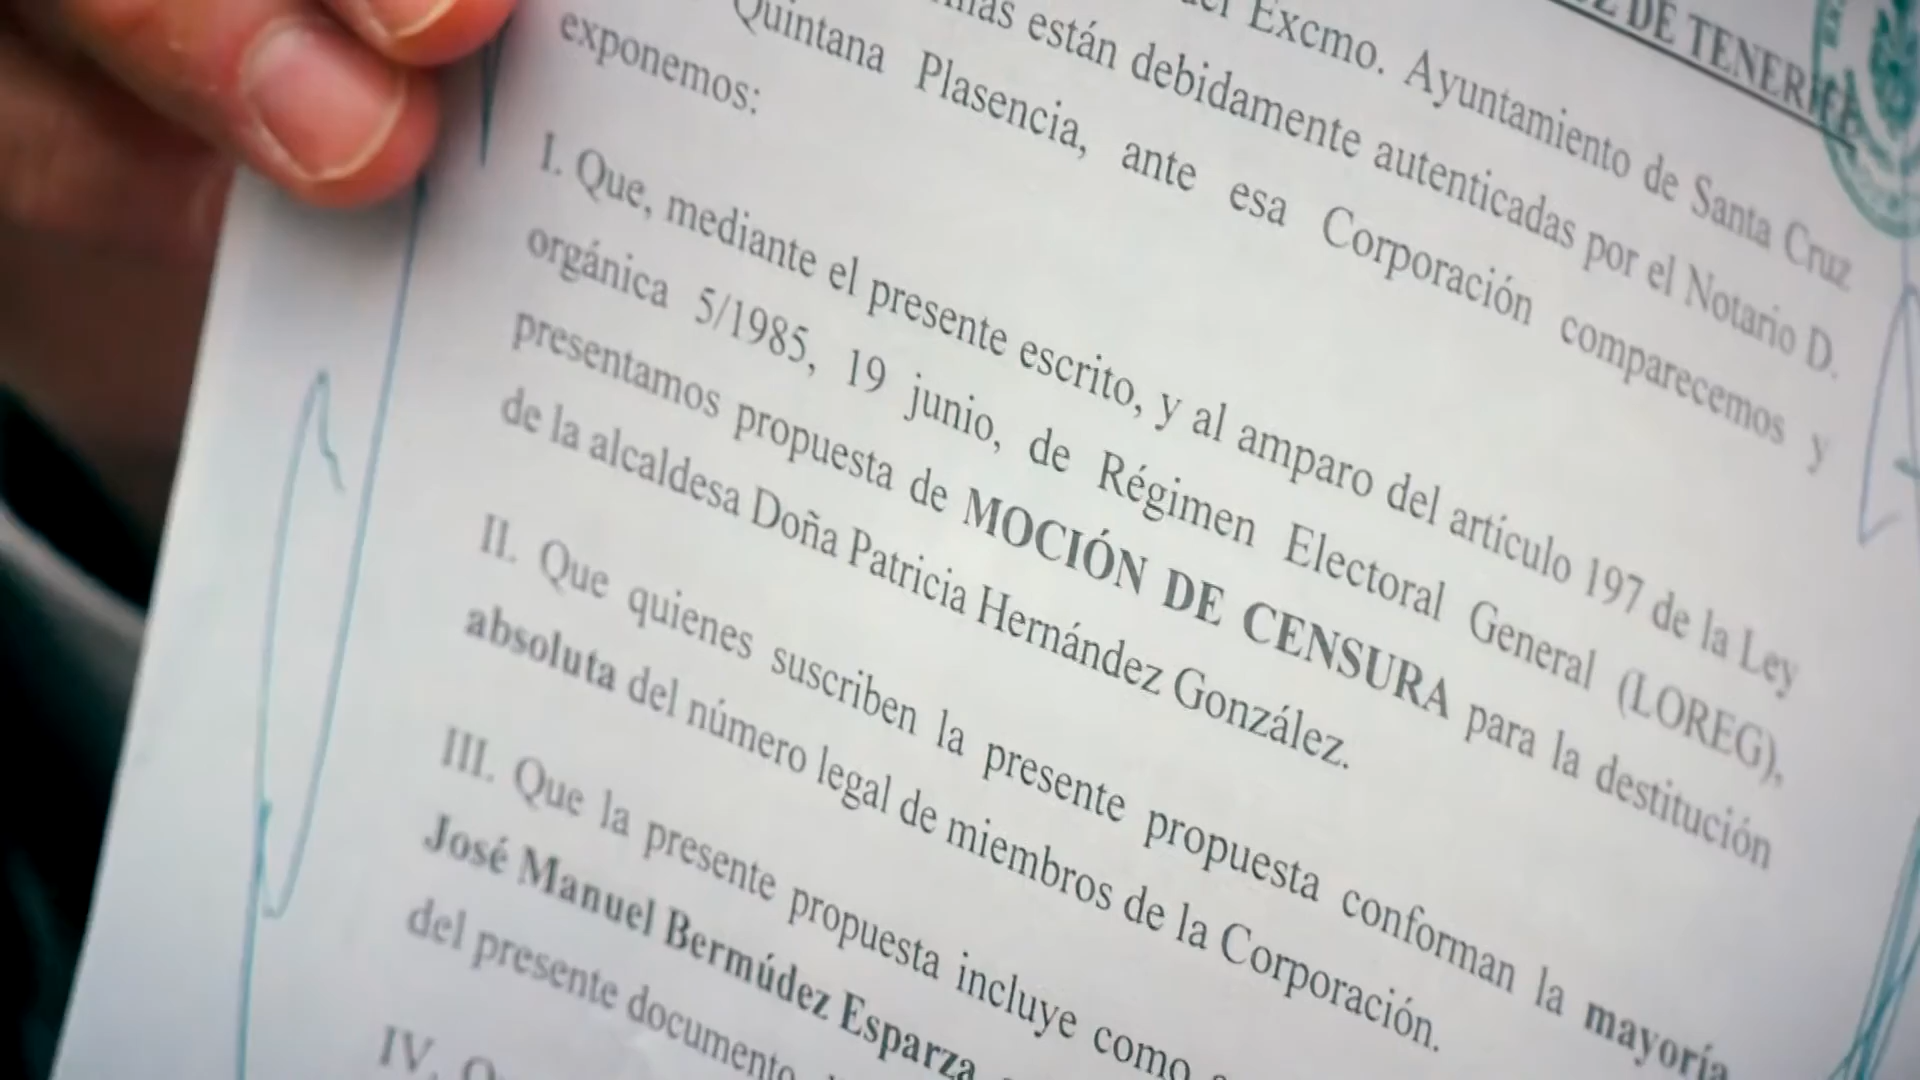 DE TENERIFE
Excmo. Ayuntamiento de Santa Cruz
están debidamente autenticadas por el Notario D.
Quintana Plasencia, ante esa Corporación comparecemos y
exponemos:
I. Que, mediante el presente escrito, y al amparo del artículo 197 de la Ley
orgánica 5/1985, 19 junio, de Régimen Electoral General (LOREG),
presentamos propuesta de MOCIÓN DE CENSURA para la destitución
de la alcaldesa Doña Patricia Hernández González.
II. Que quienes suscriben la presente propuesta conforman la mayoría
absoluta del número legal de miembros de la Corporación.
III. Que la presente propuesta incluye como
José Manuel Bermúdez Esparza
del presente documento
IV.